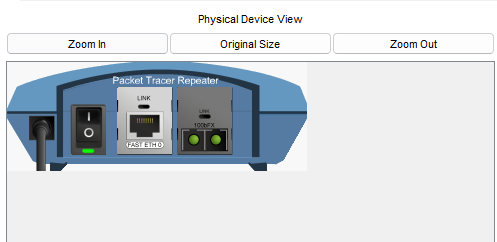 Physical Device View
Zoom In
Original Size
Zoom Out
Packet Tracer Repeater
LINK
LINK
100bFX
FAST ETH 0